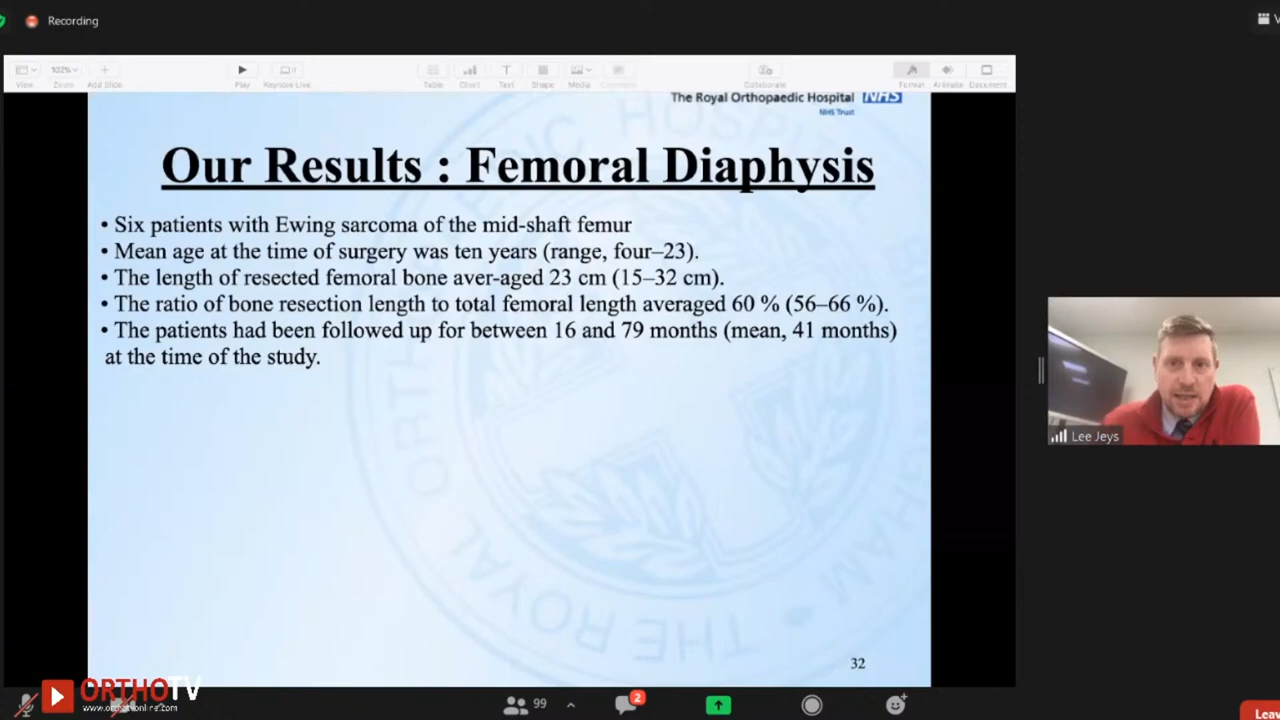 Recording
V
102%
View
Zoom
Add Slide
Play
Keynote Live
Table
Chart
Text
Shape
Media
Comment
Collaborate
Format
Animate
Document
The Royal Orthopaedic Hospital NHS
NHS Trust
Our Results : Femoral Diaphysis
• Six patients with Ewing sarcoma of the mid-shaft femur
• Mean age at the time of surgery was ten years (range, four–23).
• The length of resected femoral bone aver-aged 23 cm (15–32 cm).
• The ratio of bone resection length to total femoral length averaged 60 % (56–66 %).
• The patients had been followed up for between 16 and 79 months (mean, 41 months)
at the time of the study.
32
Lee Jeys
ORTHOTV
www.orthotvonline.com
99
2
Leav